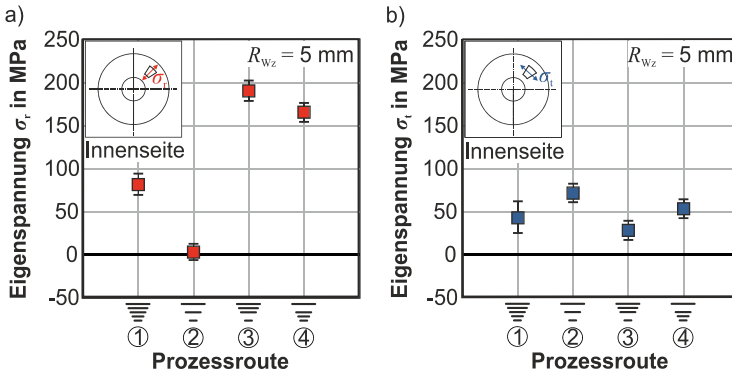 a)
Eigenspannung σr in MPa
250
200
150
100
50
0
-50
σr
Innenseite
RWz = 5 mm
① ② ③ ④
Prozessroute
b)
Eigenspannung σt in MPa
250
200
150
100
50
0
-50
σt
Innenseite
RWz = 5 mm
① ② ③ ④
Prozessroute